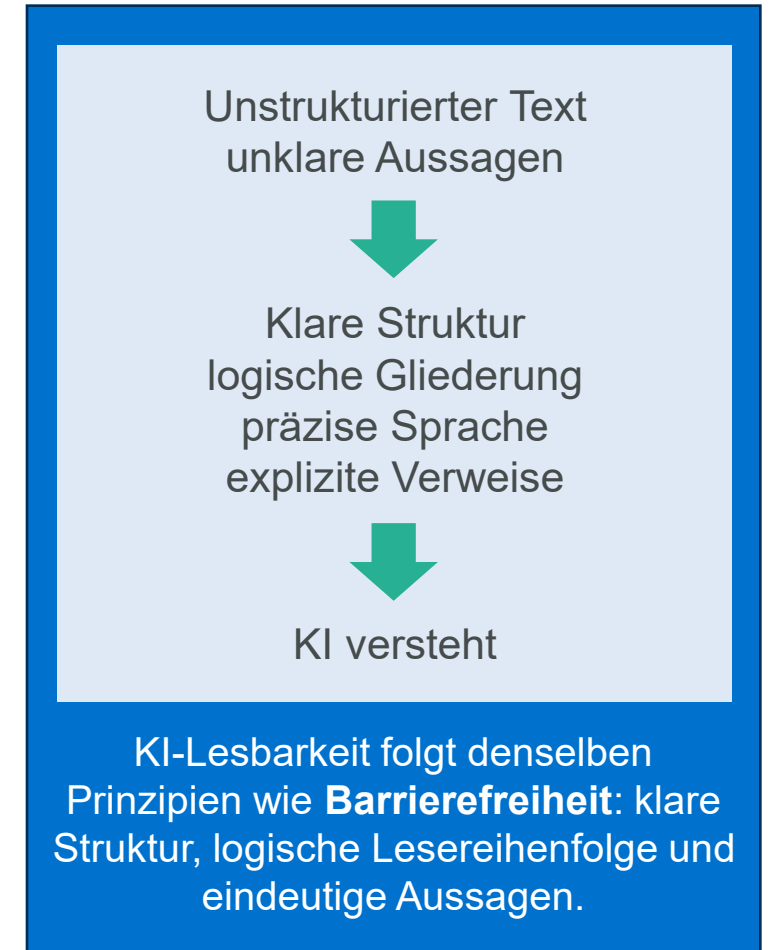 Unstrukturierter Text
unklare Aussagen
Klare Struktur
logische Gliederung
präzise Sprache
explizite Verweise
KI versteht
KI-Lesbarkeit folgt denselben
Prinzipien wie Barrierefreiheit: klare
Struktur, logische Lesereihenfolge und
eindeutige Aussagen.